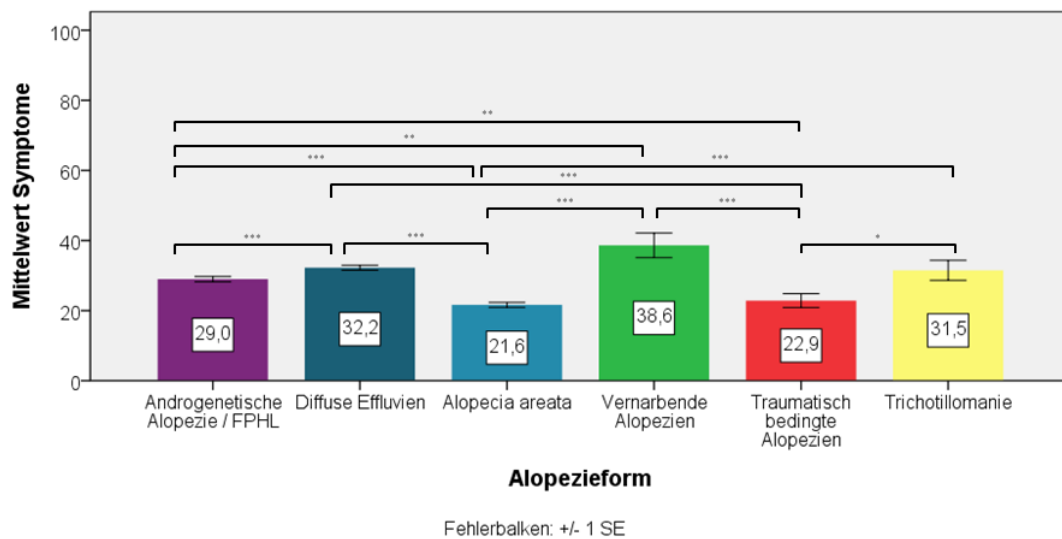 Mittelwert Symptome
100
80
60
40
20
0
**
**
***
***
***
***
***
***
***
*
29,0
32,2
21,6
38,6
22,9
31,5
Androgenetische
Alopezie / FPHL
Diffuse Effluvien
Alopecia areata
Vernarbende
Alopezien
Traumatisch
bedingte
Alopezien
Trichotillomanie
Alopezieform
Fehlerbalken: +/- 1 SE